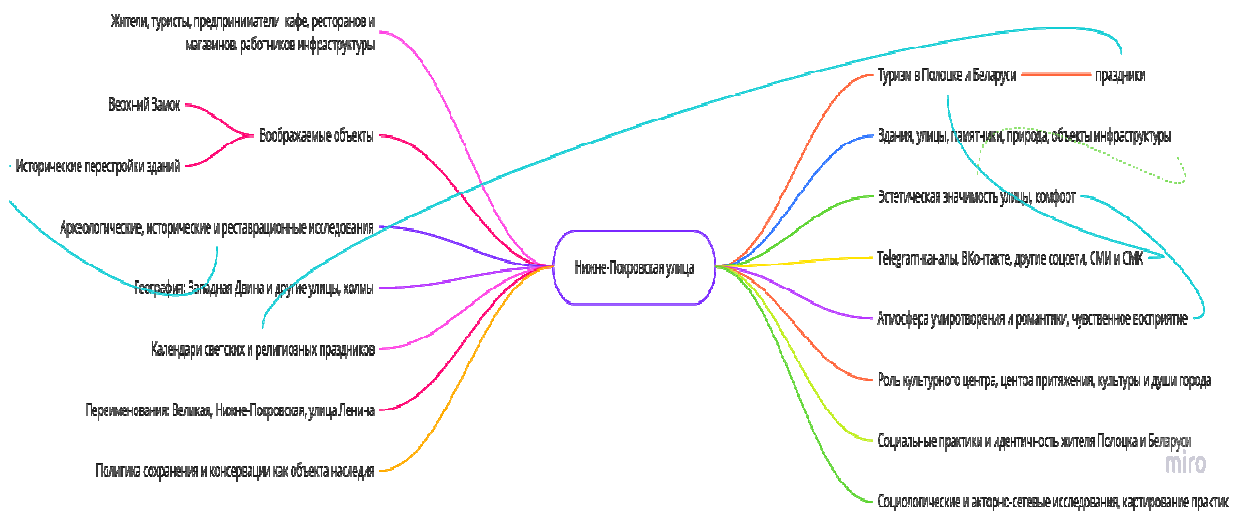 Жители, туристы, предприниматели кафе, ресторанов и
магазинов, работников инфраструктуры
Верхний Замок
Воображаемые объекты
Исторические перестройки зданий
Археологические, исторические и реставрационные исследования
География: Западная Двина и другие улицы, холмы
Календари светских и религиозных праздников
Переименования: Великая, Нижне-Покровская, улица Ленина
Политика сохранения и консервации как объекта наследия
Нижне-Покровская улица
Туризм в Полоцке и Беларуси
праздники
Здания, улицы, памятники, природа, объекты инфраструктуры
Эстетическая значимость улицы, комфорт
Telegram-каналы, ВКонтакте, другие соцсети, СМИ и СМК
Атмосфера умиротворения и романтики, чувственное восприятие
Роль культурного центра, центра притяжения, культуры и души города
Социальные практики и идентичность жителя Полоцка и Беларуси
Социологические и акторно-сетевые исследования, картирование практик
miro